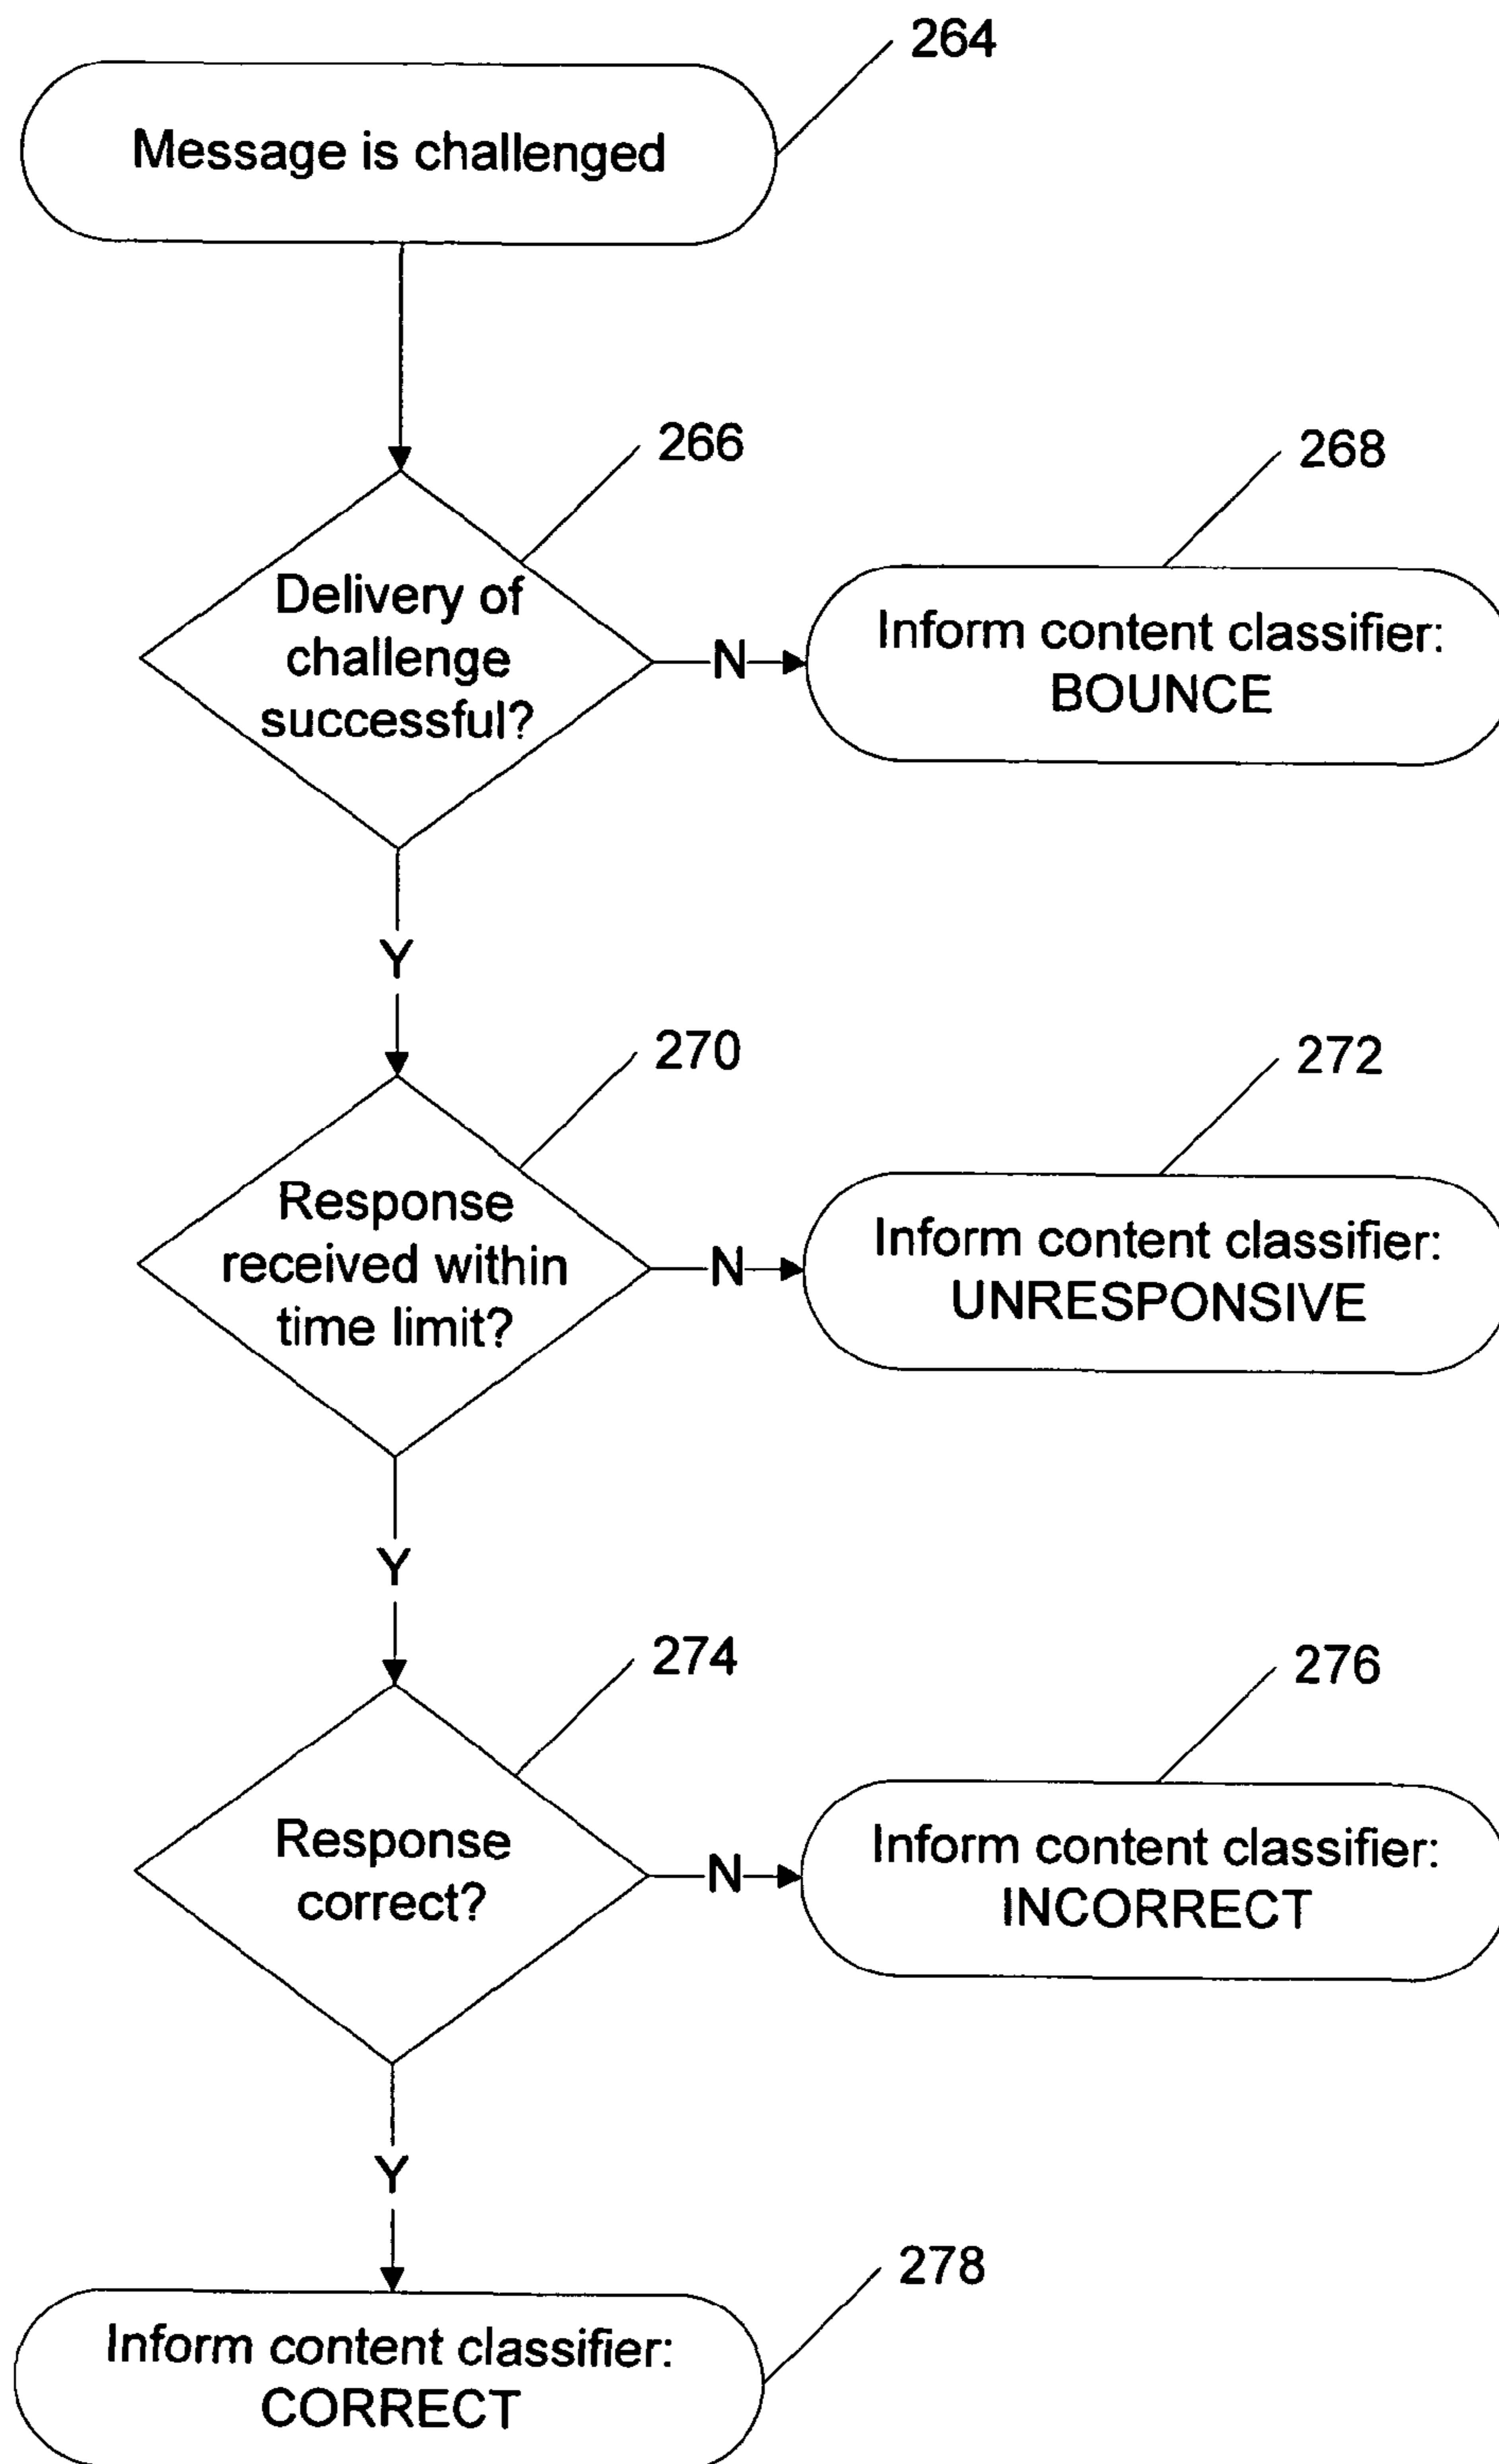 264
Message is challenged
266
268
Delivery of
challenge
successful?
N
Inform content classifier:
BOUNCE
Y
270
272
Response
received within
time limit?
N
Inform content classifier:
UNRESPONSIVE
Y
274
276
Response
correct?
N
Inform content classifier:
INCORRECT
Y
278
Inform content classifier:
CORRECT